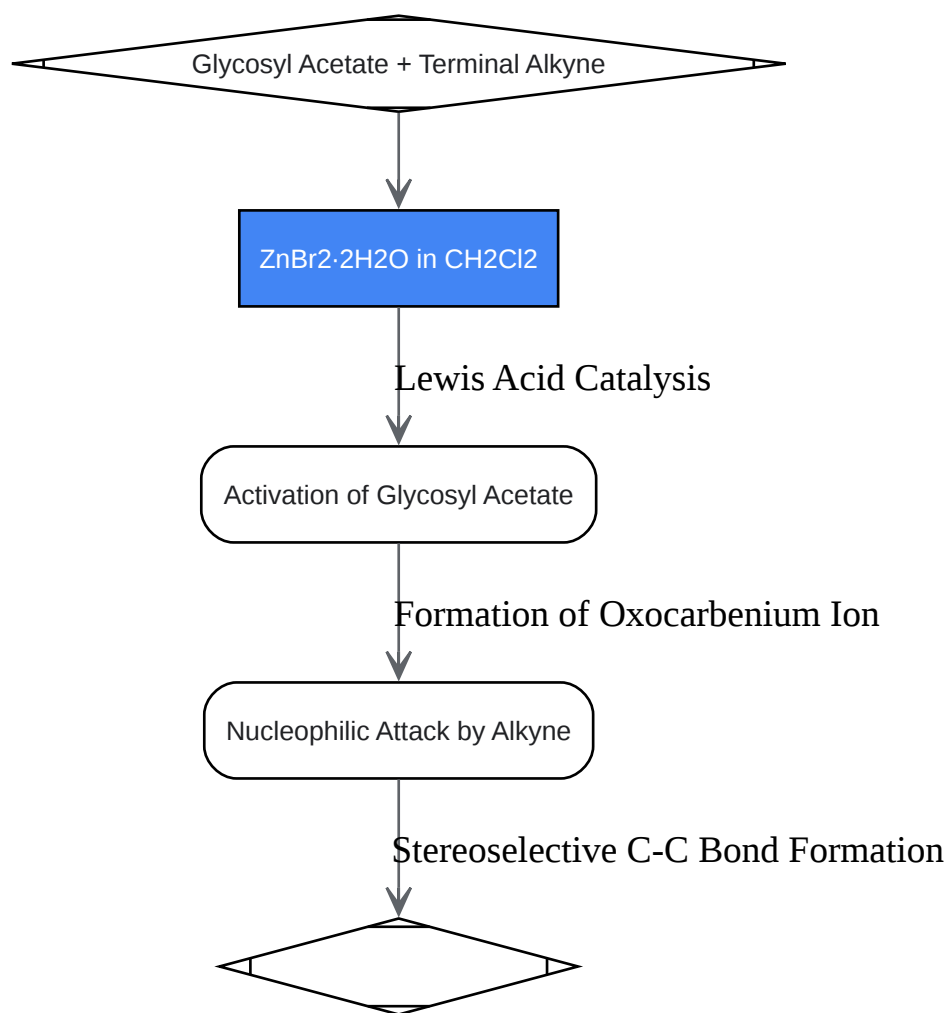 Glycosyl Acetate + Terminal Alkyne
ZnBr2·2H2O in CH2Cl2
Lewis Acid Catalysis
Activation of Glycosyl Acetate
Formation of Oxocarbenium Ion
Nucleophilic Attack by Alkyne
Stereoselective C-C Bond Formation